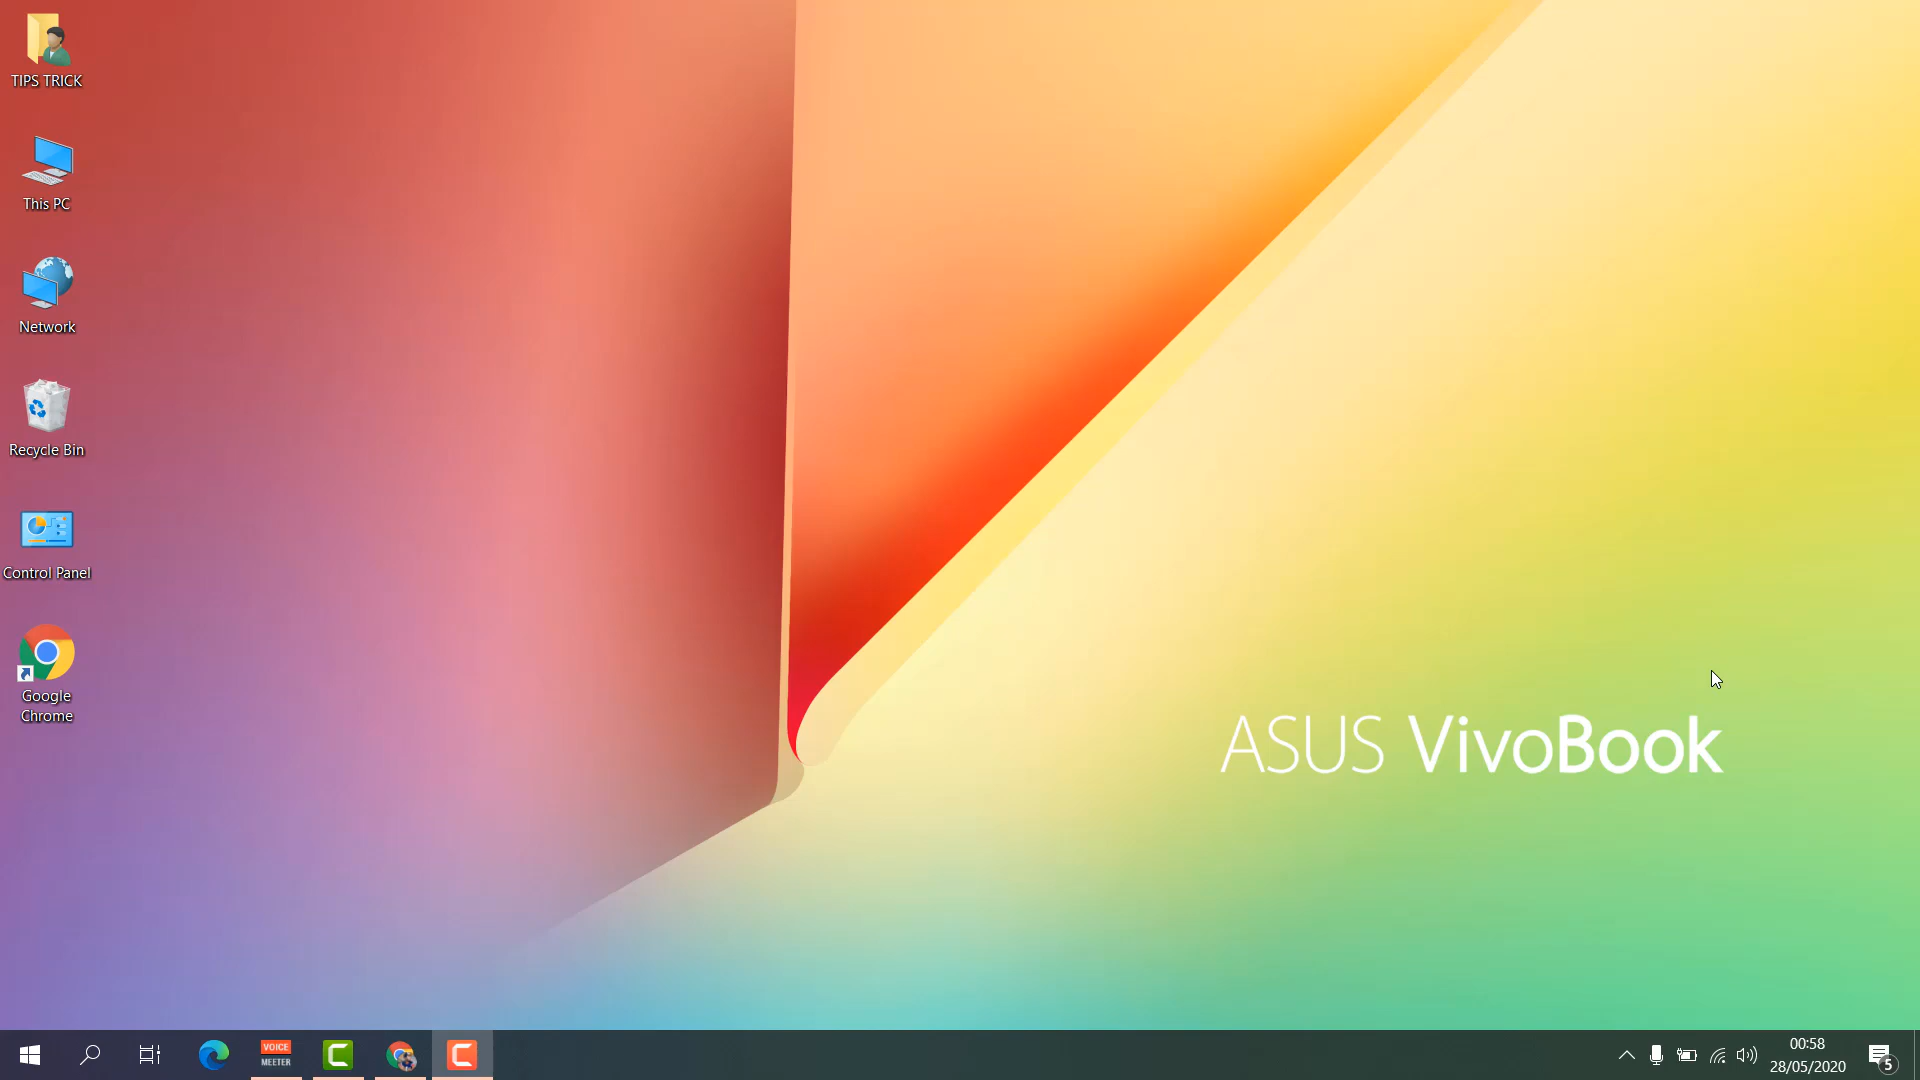 TIPS TRICK
This PC
Network
Recycle Bin
Control Panel
Google
Chrome
ASUS VivoBook
VOICE
MEETER
00:58
28/05/2020
5